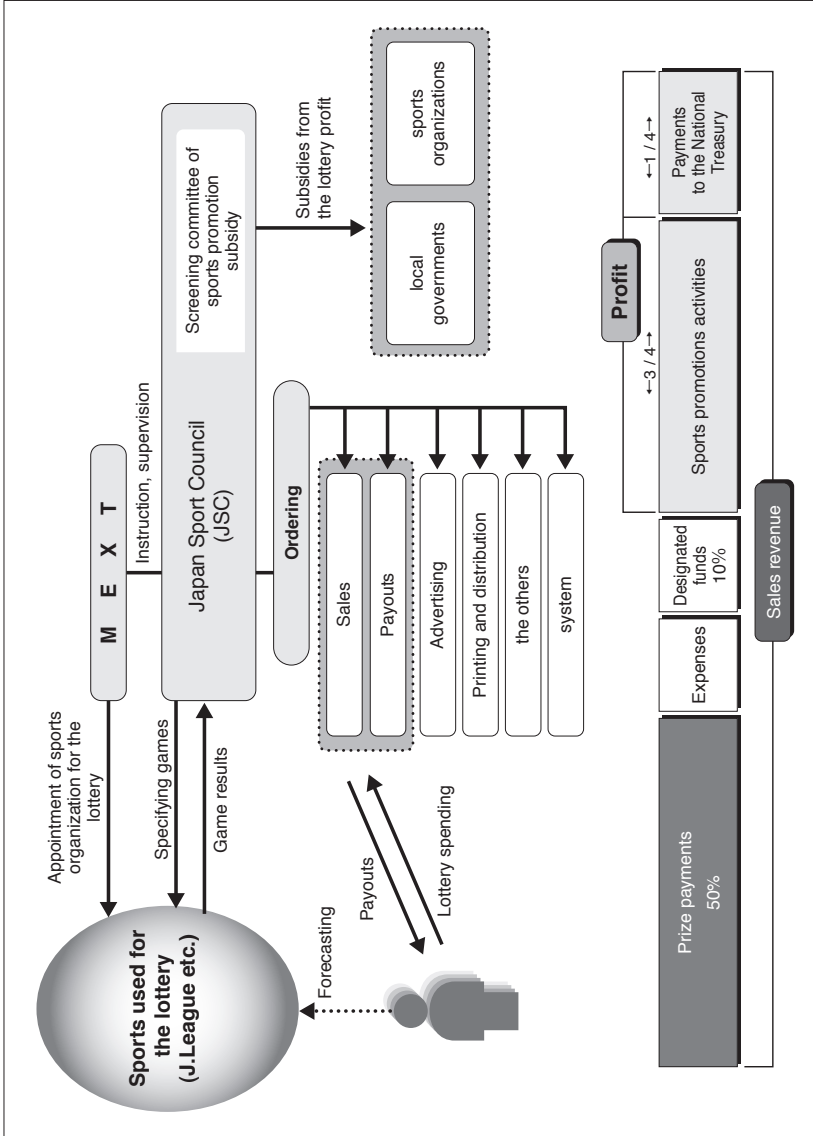 M E X T
Appointment of sports
organization for the
lottery
Instruction, supervision
Sports used for
the lottery
(J.League etc.)
Specifying games
Game results
Japan Sport Council
(JSC)
Screening committee of
sports promotion
subsidy
Subsidies from
the lottery profit
local
governments
sports
organizations
Ordering
Sales
Payouts
Advertising
Printing and distribution
the others
system
Forecasting
Payouts
Lottery spending
Profit
←3 / 4→
←1 / 4→
Prize payments
50%
Expenses
Designated
funds
10%
Sports promotions activities
Payments
to the National
Treasury
Sales revenue